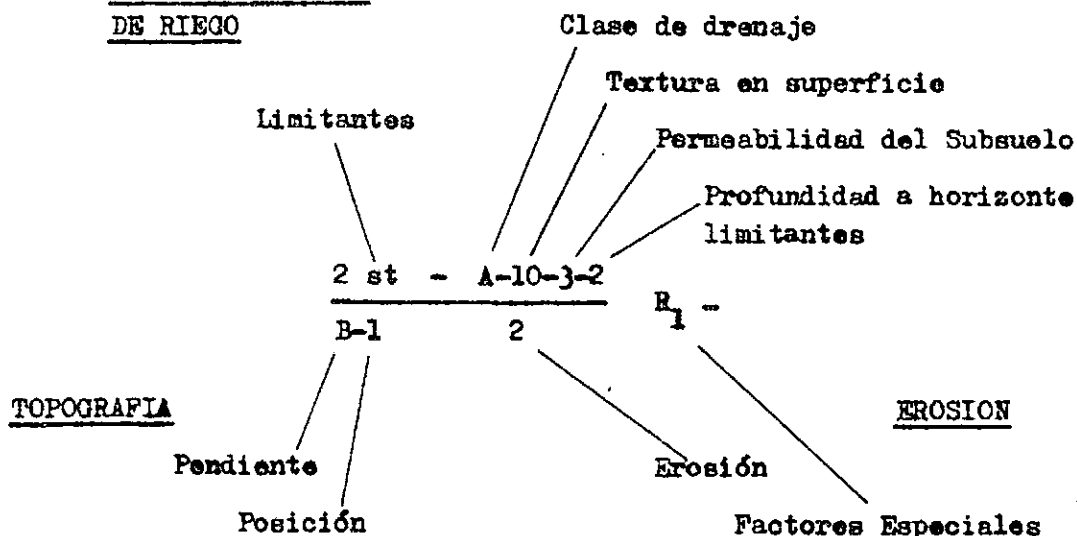 DE RIEGO
Clase de drenaje
Textura en superficie
Limitantes
Permeabilidad del Subsuelo
Profundidad a horizonte
limitantes
2 st - A-10-3-2
B-1 2 R1 -
TOPOGRAFIA
EROSION
Pendiente
Erosión
Posición
Factores Especiales